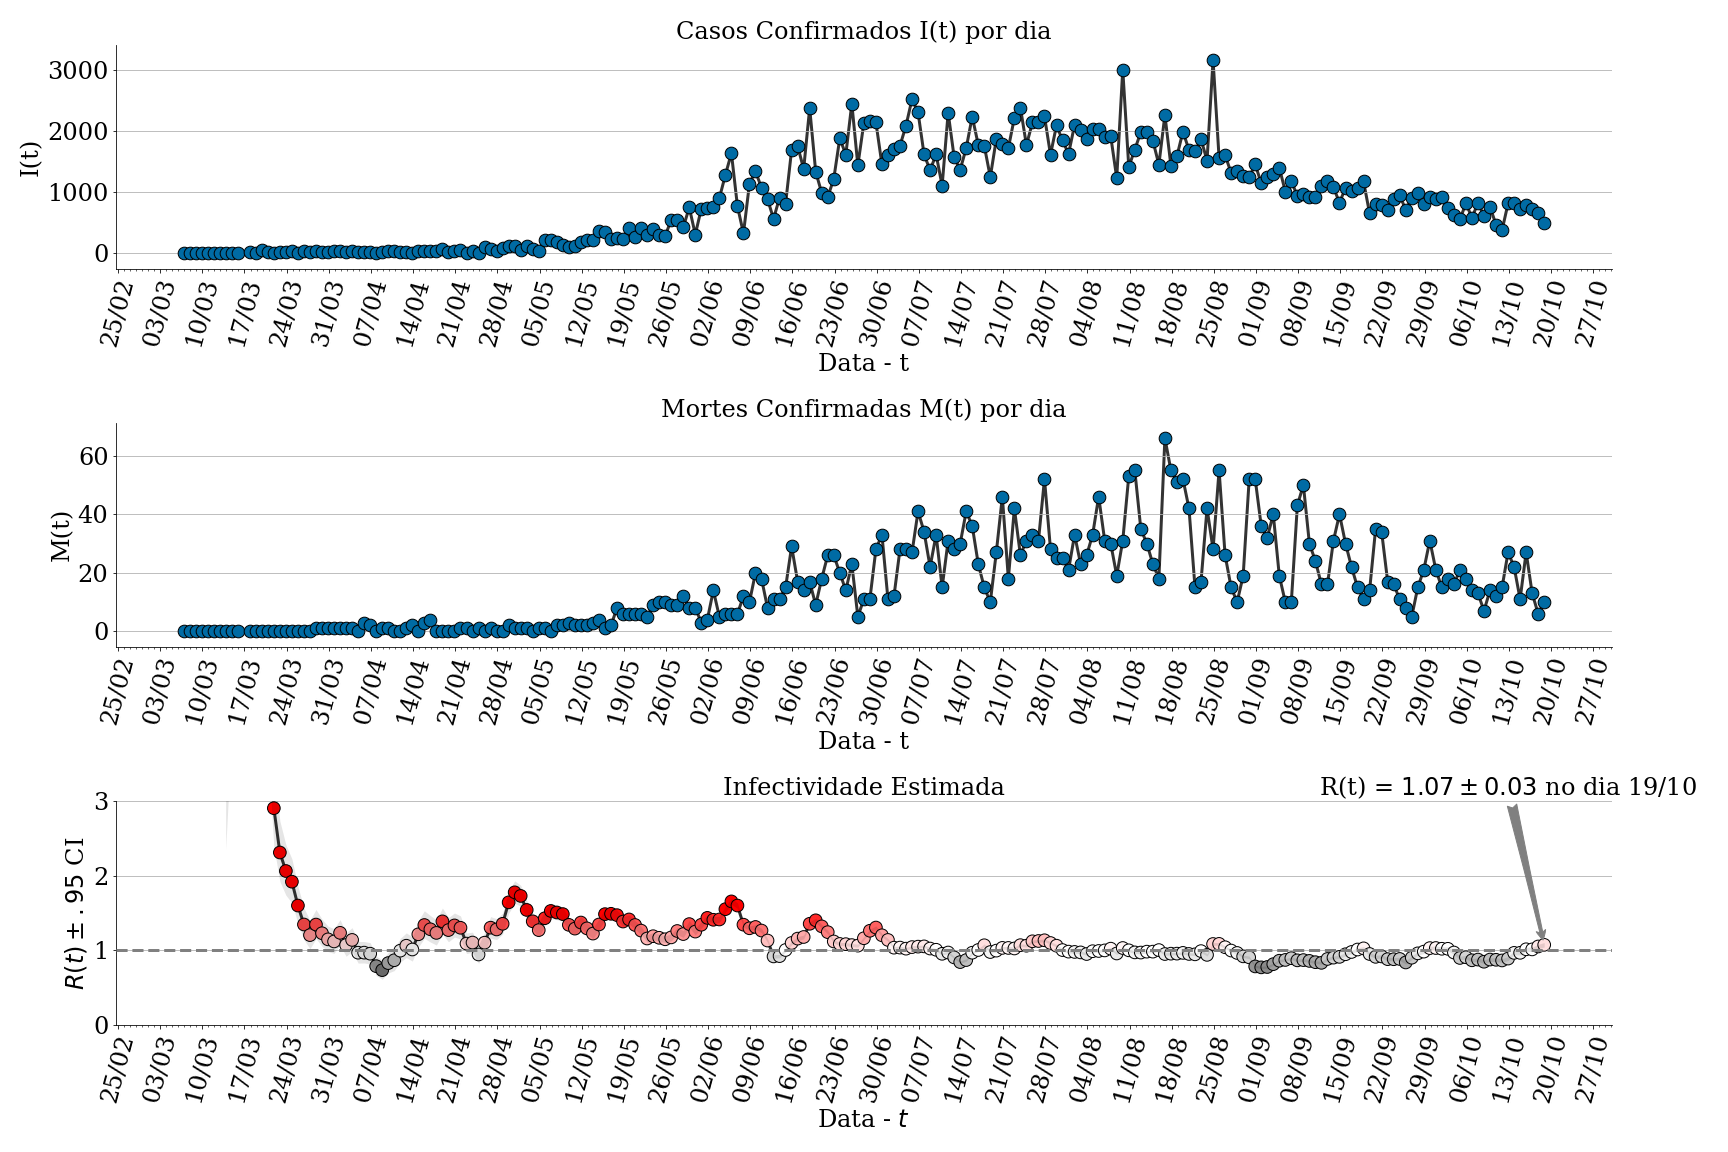 Casos Confirmados I(t) por dia
3000
2000
1000
0
I(t)
25/02 03/03 10/03 17/03 24/03 31/03 07/04 14/04 21/04 28/04 05/05 12/05 19/05 26/05 02/06 09/06 16/06 23/06 30/06 07/07 14/07 21/07 28/07 04/08 11/08 18/08 25/08 01/09 08/09 15/09 22/09 29/09 06/10 13/10 20/10 27/10
Data - t
Mortes Confirmadas M(t) por dia
60
40
20
0
M(t)
25/02 03/03 10/03 17/03 24/03 31/03 07/04 14/04 21/04 28/04 05/05 12/05 19/05 26/05 02/06 09/06 16/06 23/06 30/06 07/07 14/07 21/07 28/07 04/08 11/08 18/08 25/08 01/09 08/09 15/09 22/09 29/09 06/10 13/10 20/10 27/10
Data - t
Infectividade Estimada
R(t) = 1.07 ± 0.03 no dia 19/10
3
2
1
0
R(t) ± .95 CI
25/02 03/03 10/03 17/03 24/03 31/03 07/04 14/04 21/04 28/04 05/05 12/05 19/05 26/05 02/06 09/06 16/06 23/06 30/06 07/07 14/07 21/07 28/07 04/08 11/08 18/08 25/08 01/09 08/09 15/09 22/09 29/09 06/10 13/10 20/10 27/10
Data - t